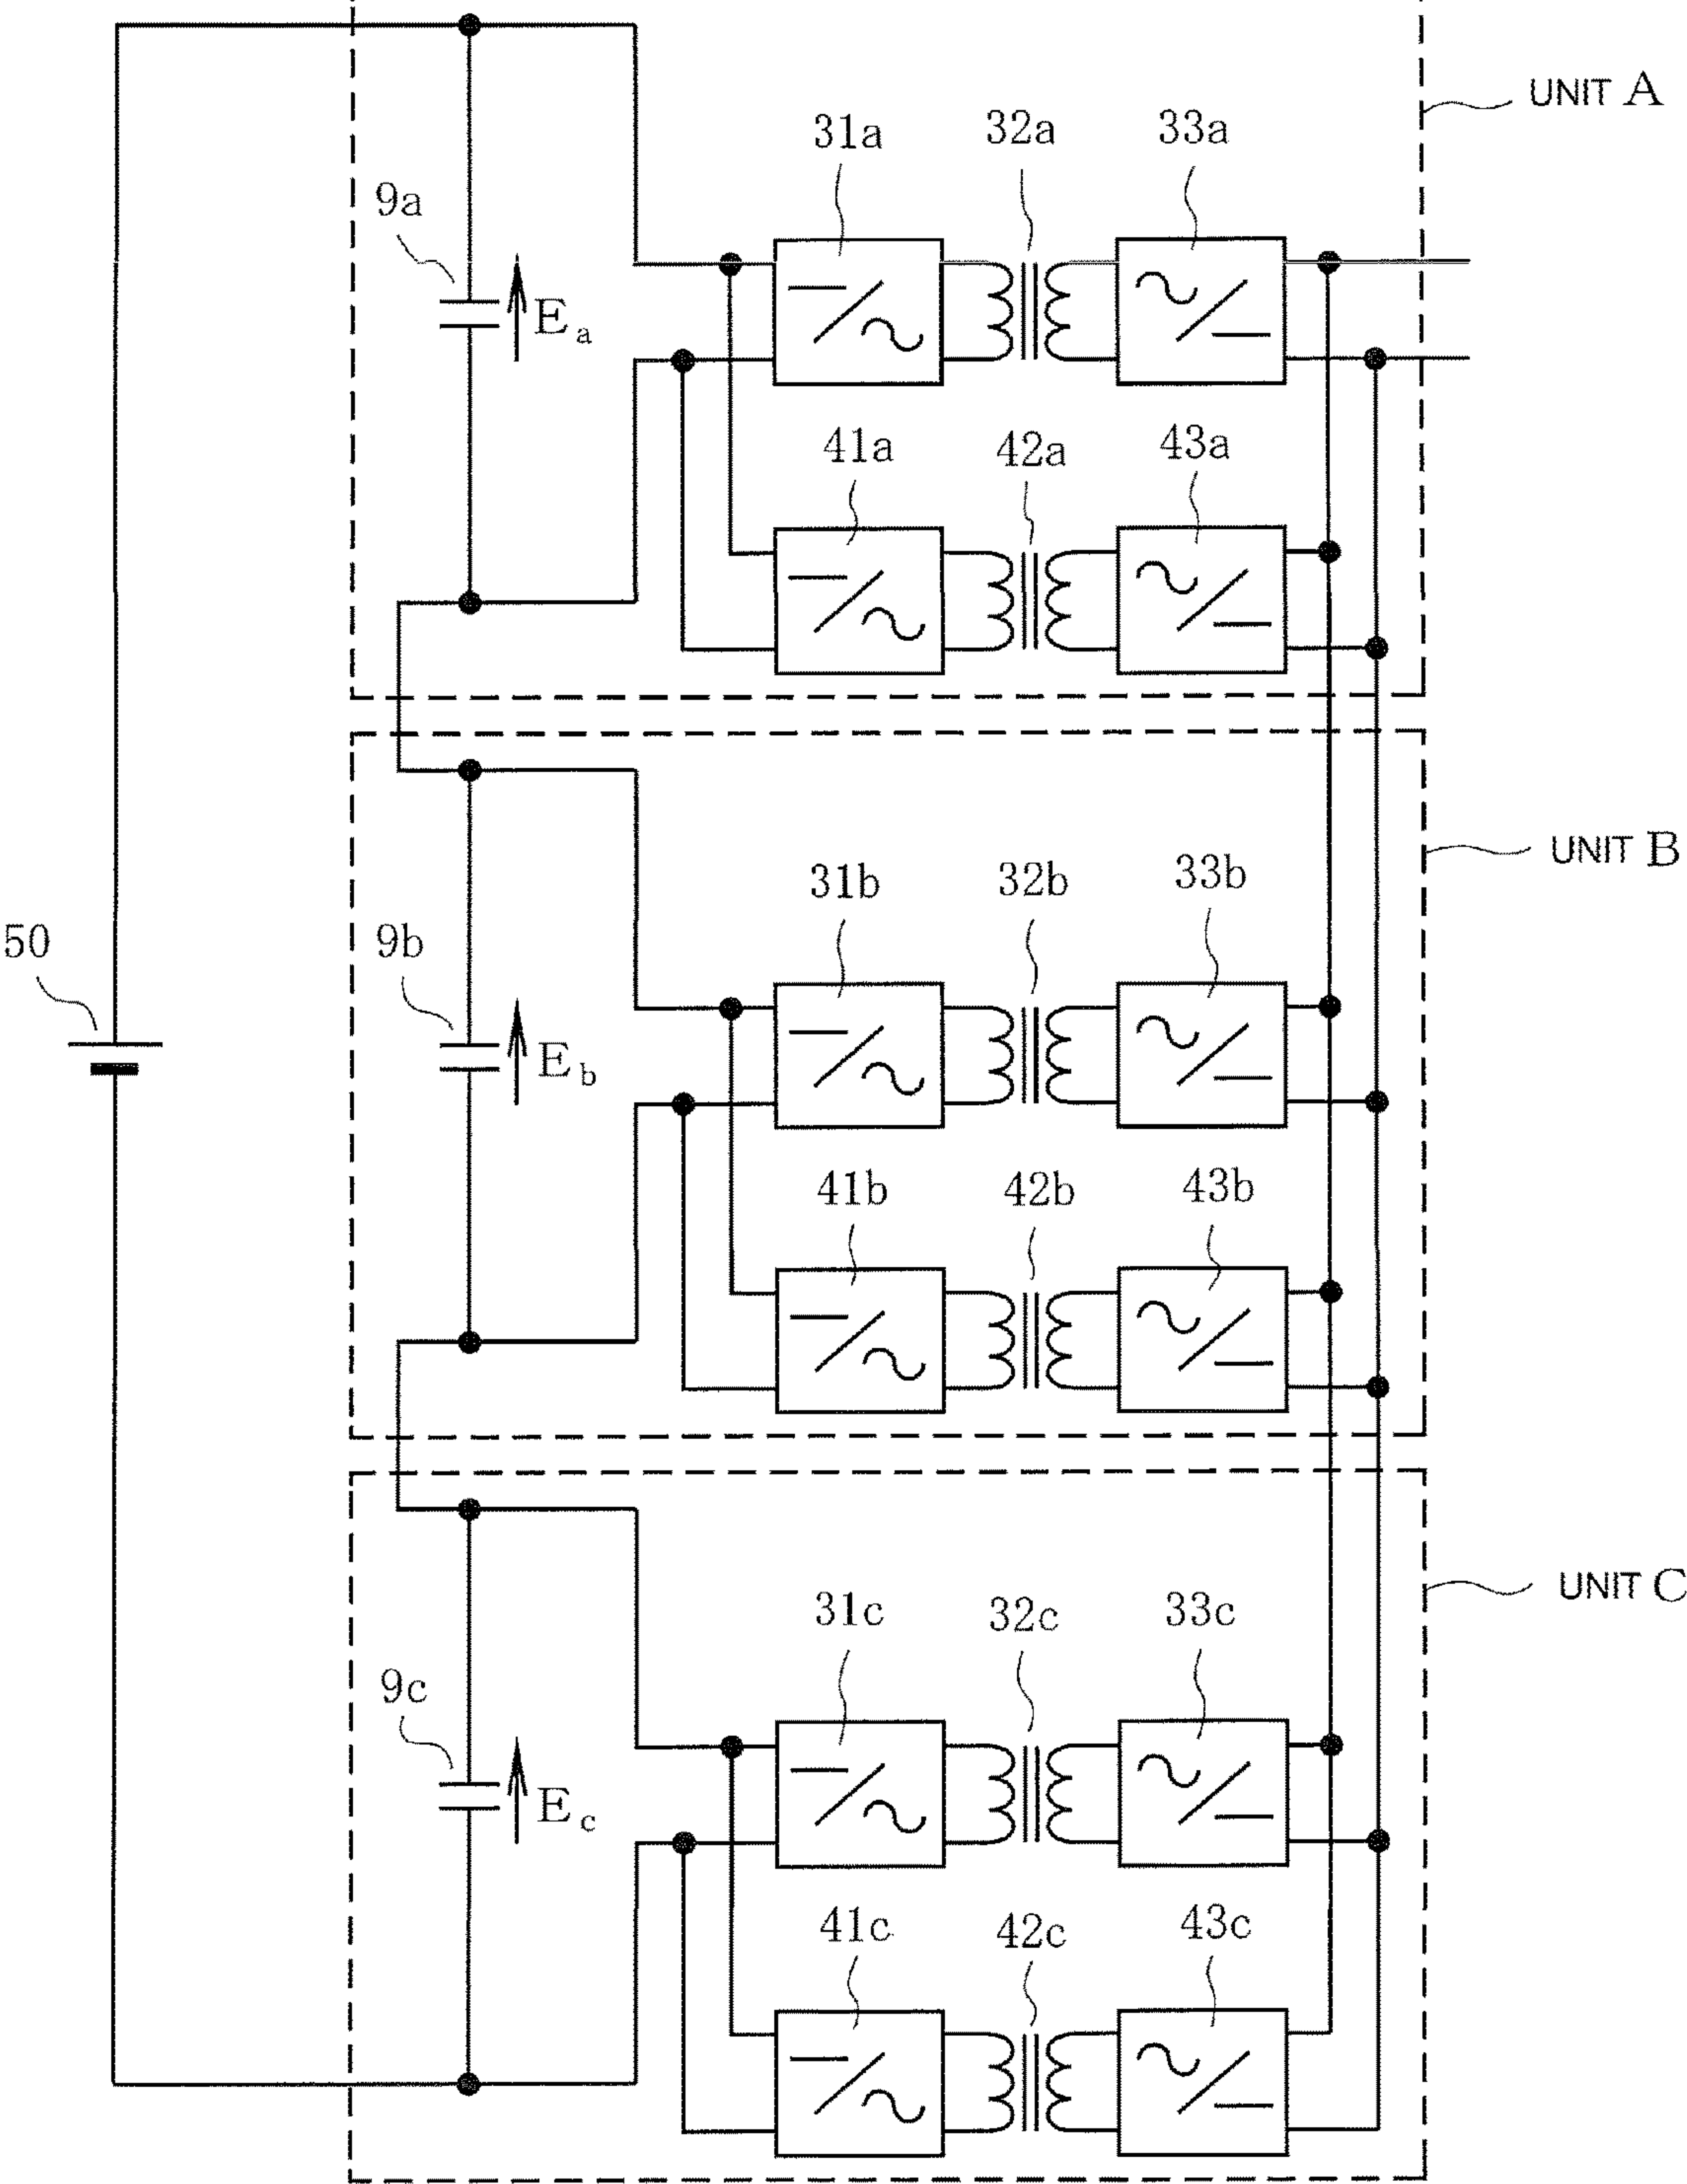 UNIT A
31a 32a 33a
9a
Ea
41a 42a 43a
UNIT B
31b 32b 33b
50
9b
Eb
41b 42b 43b
UNIT C
31c 32c 33c
9c
Ec
41c 42c 43c